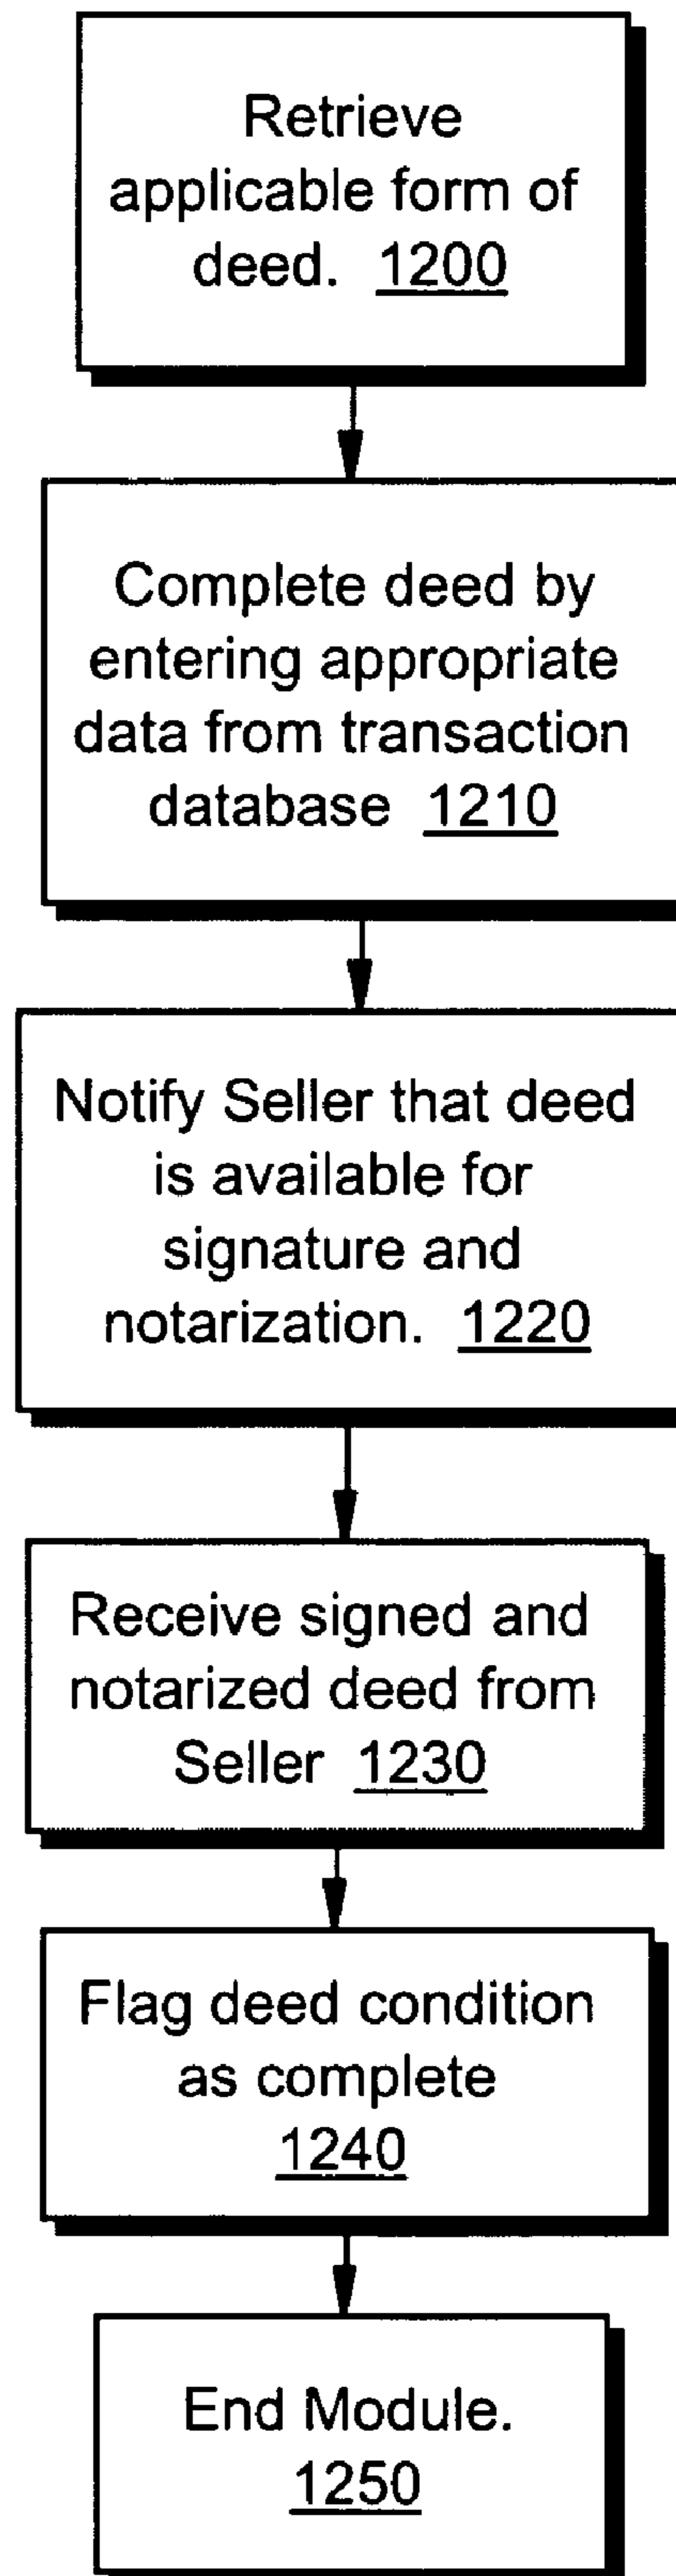 Retrieve
applicable form of
deed. 1200
Complete deed by
entering appropriate
data from transaction
database 1210
Notify Seller that deed
is available for
signature and
notarization. 1220
Receive signed and
notarized deed from
Seller 1230
Flag deed condition
as complete
1240
End Module.
1250